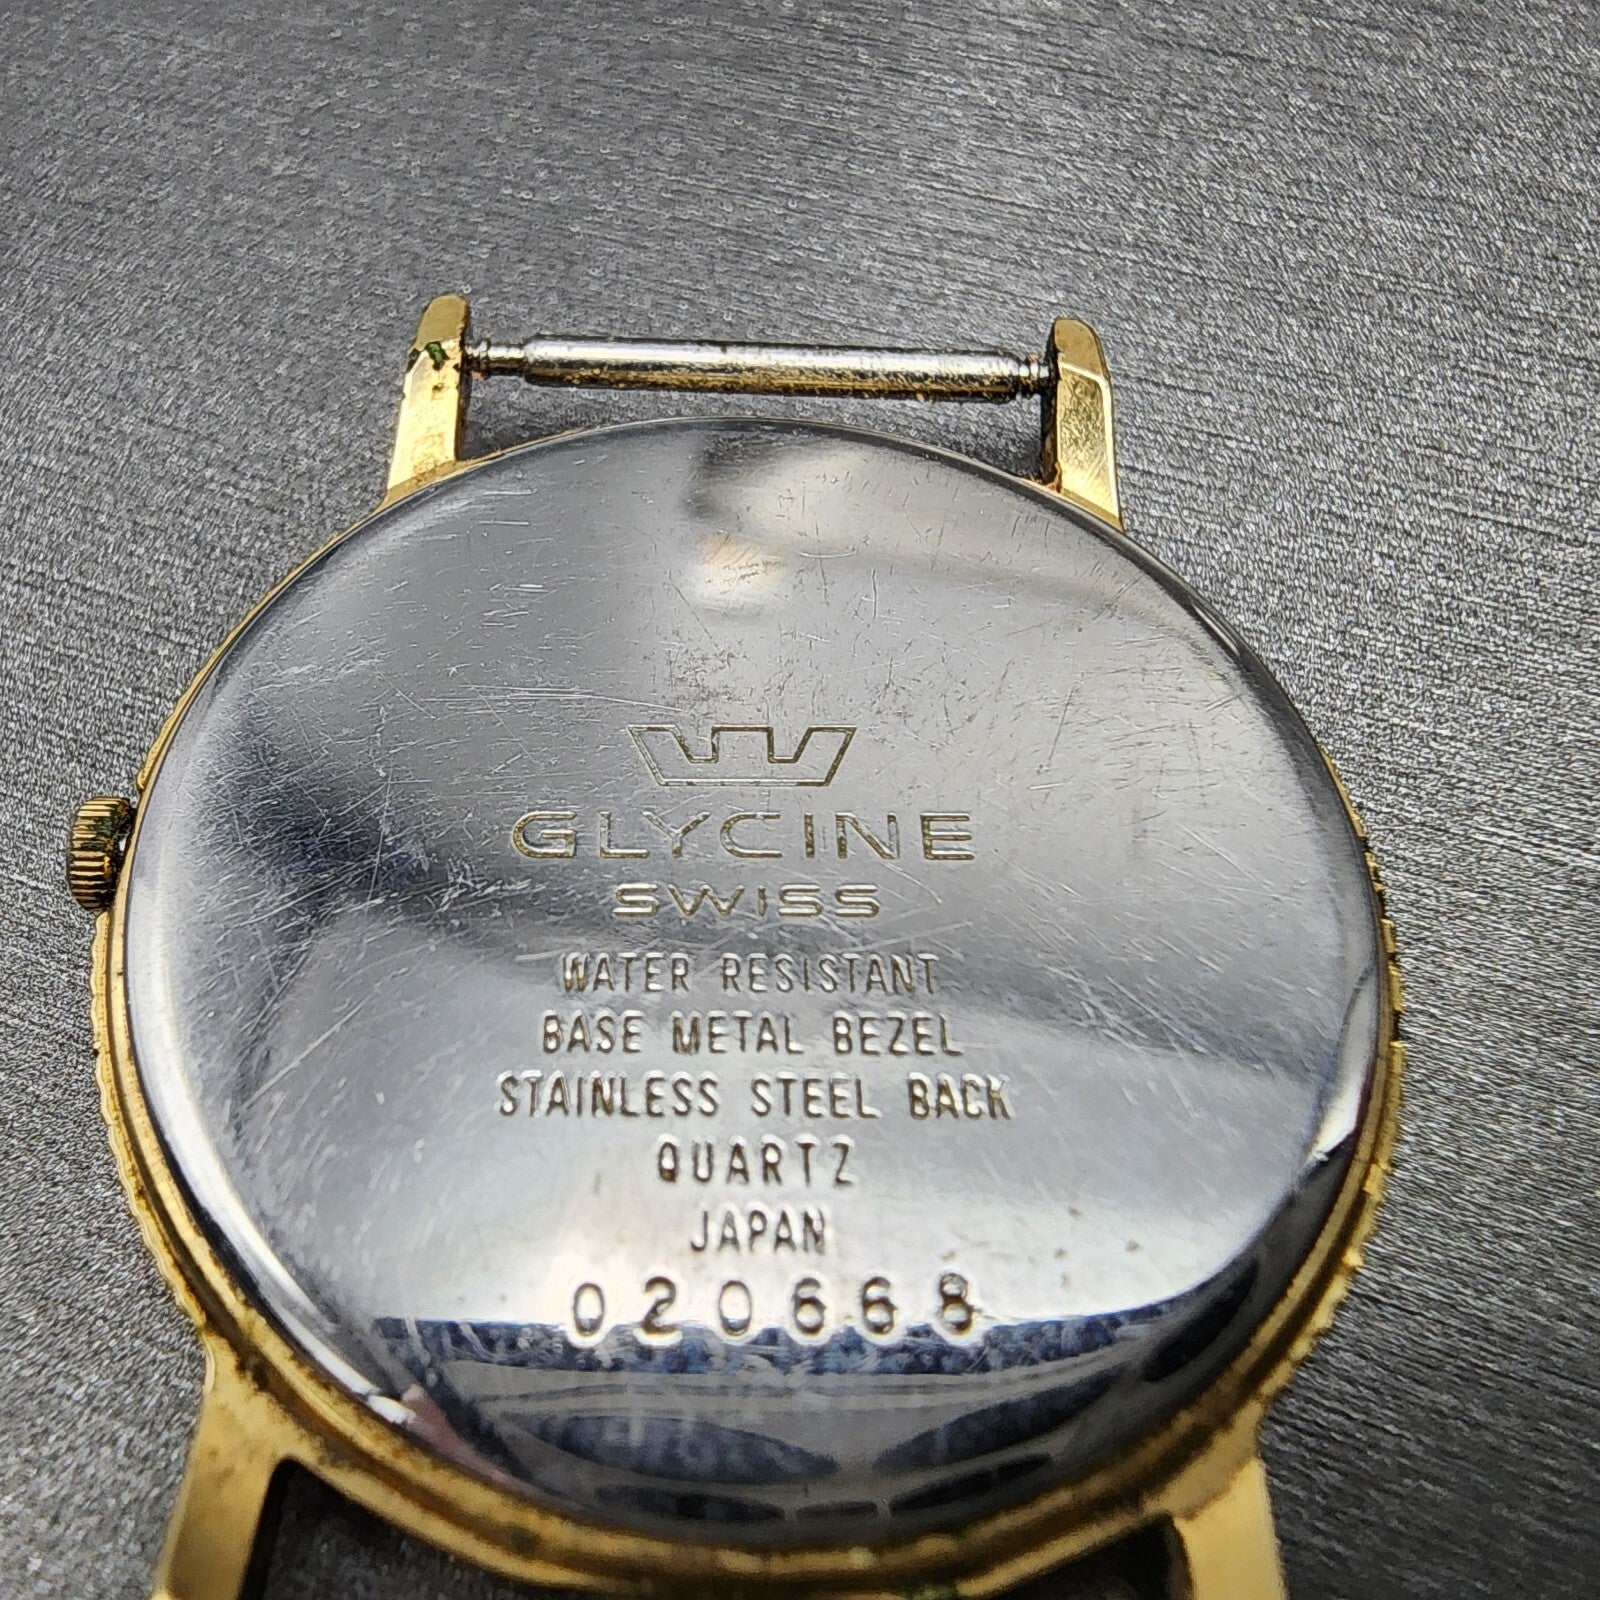 GLYCINE
SWISS
WATER RESISTANT
BASE METAL BEZEL
STAINLESS STEEL BACK
QUARTZ
JAPAN
020668